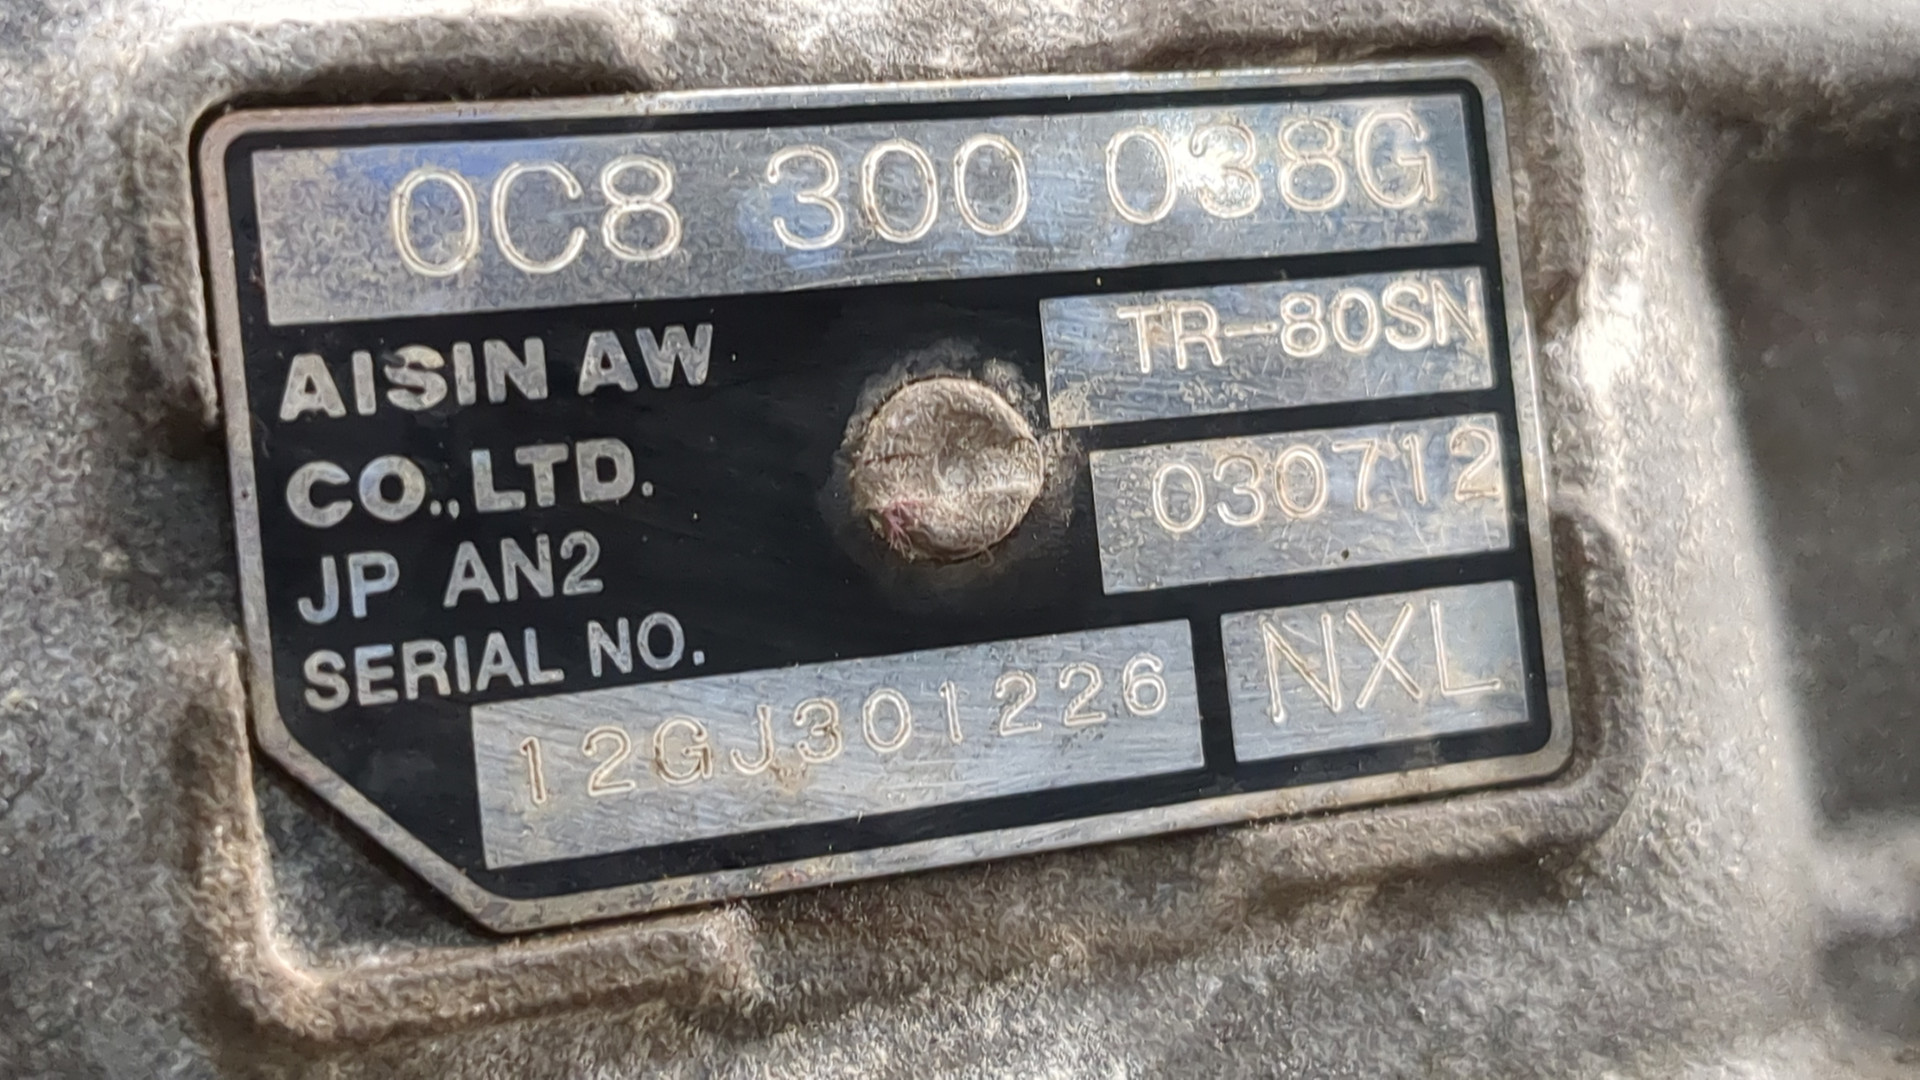 0C8 300 038G
AISIN AW
CO.,LTD.
JP AN2
SERIAL NO.
TR-80SN
030712
12GJ301226
NXL